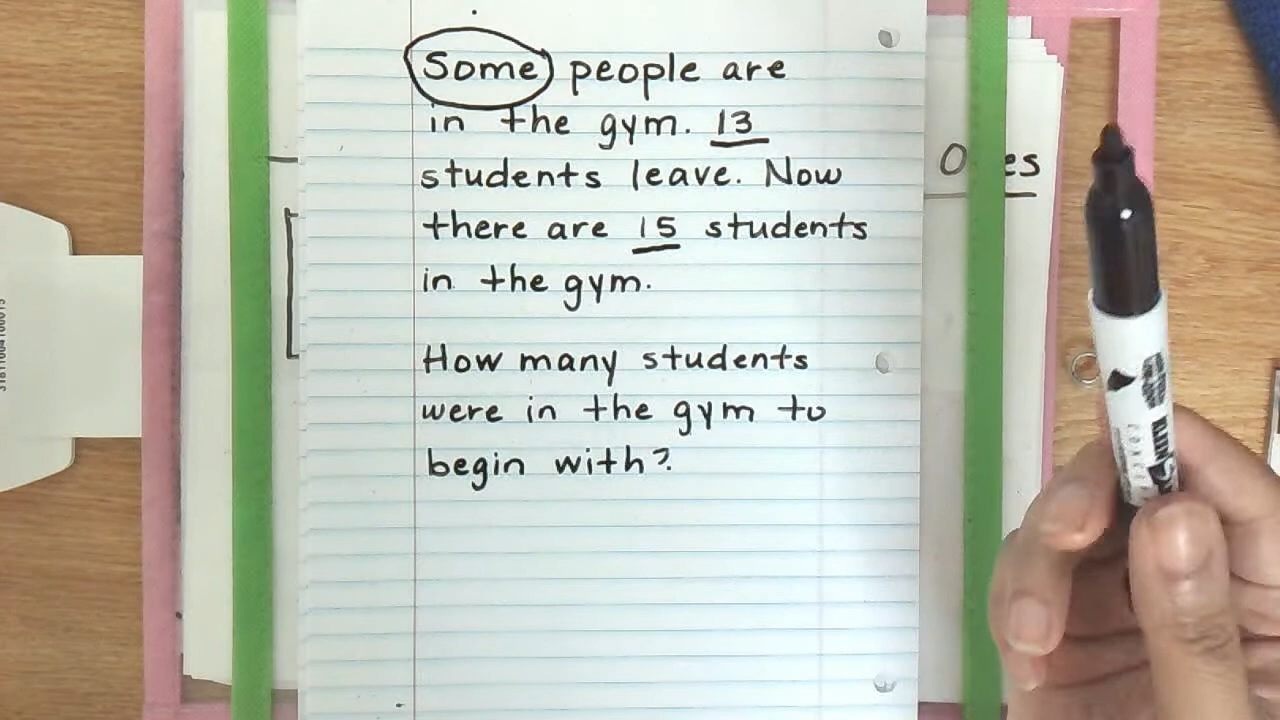 Some people are
in the gym. 13
students leave. Now
there are 15 students
in the gym.
How many students
were in the gym to
begin with?